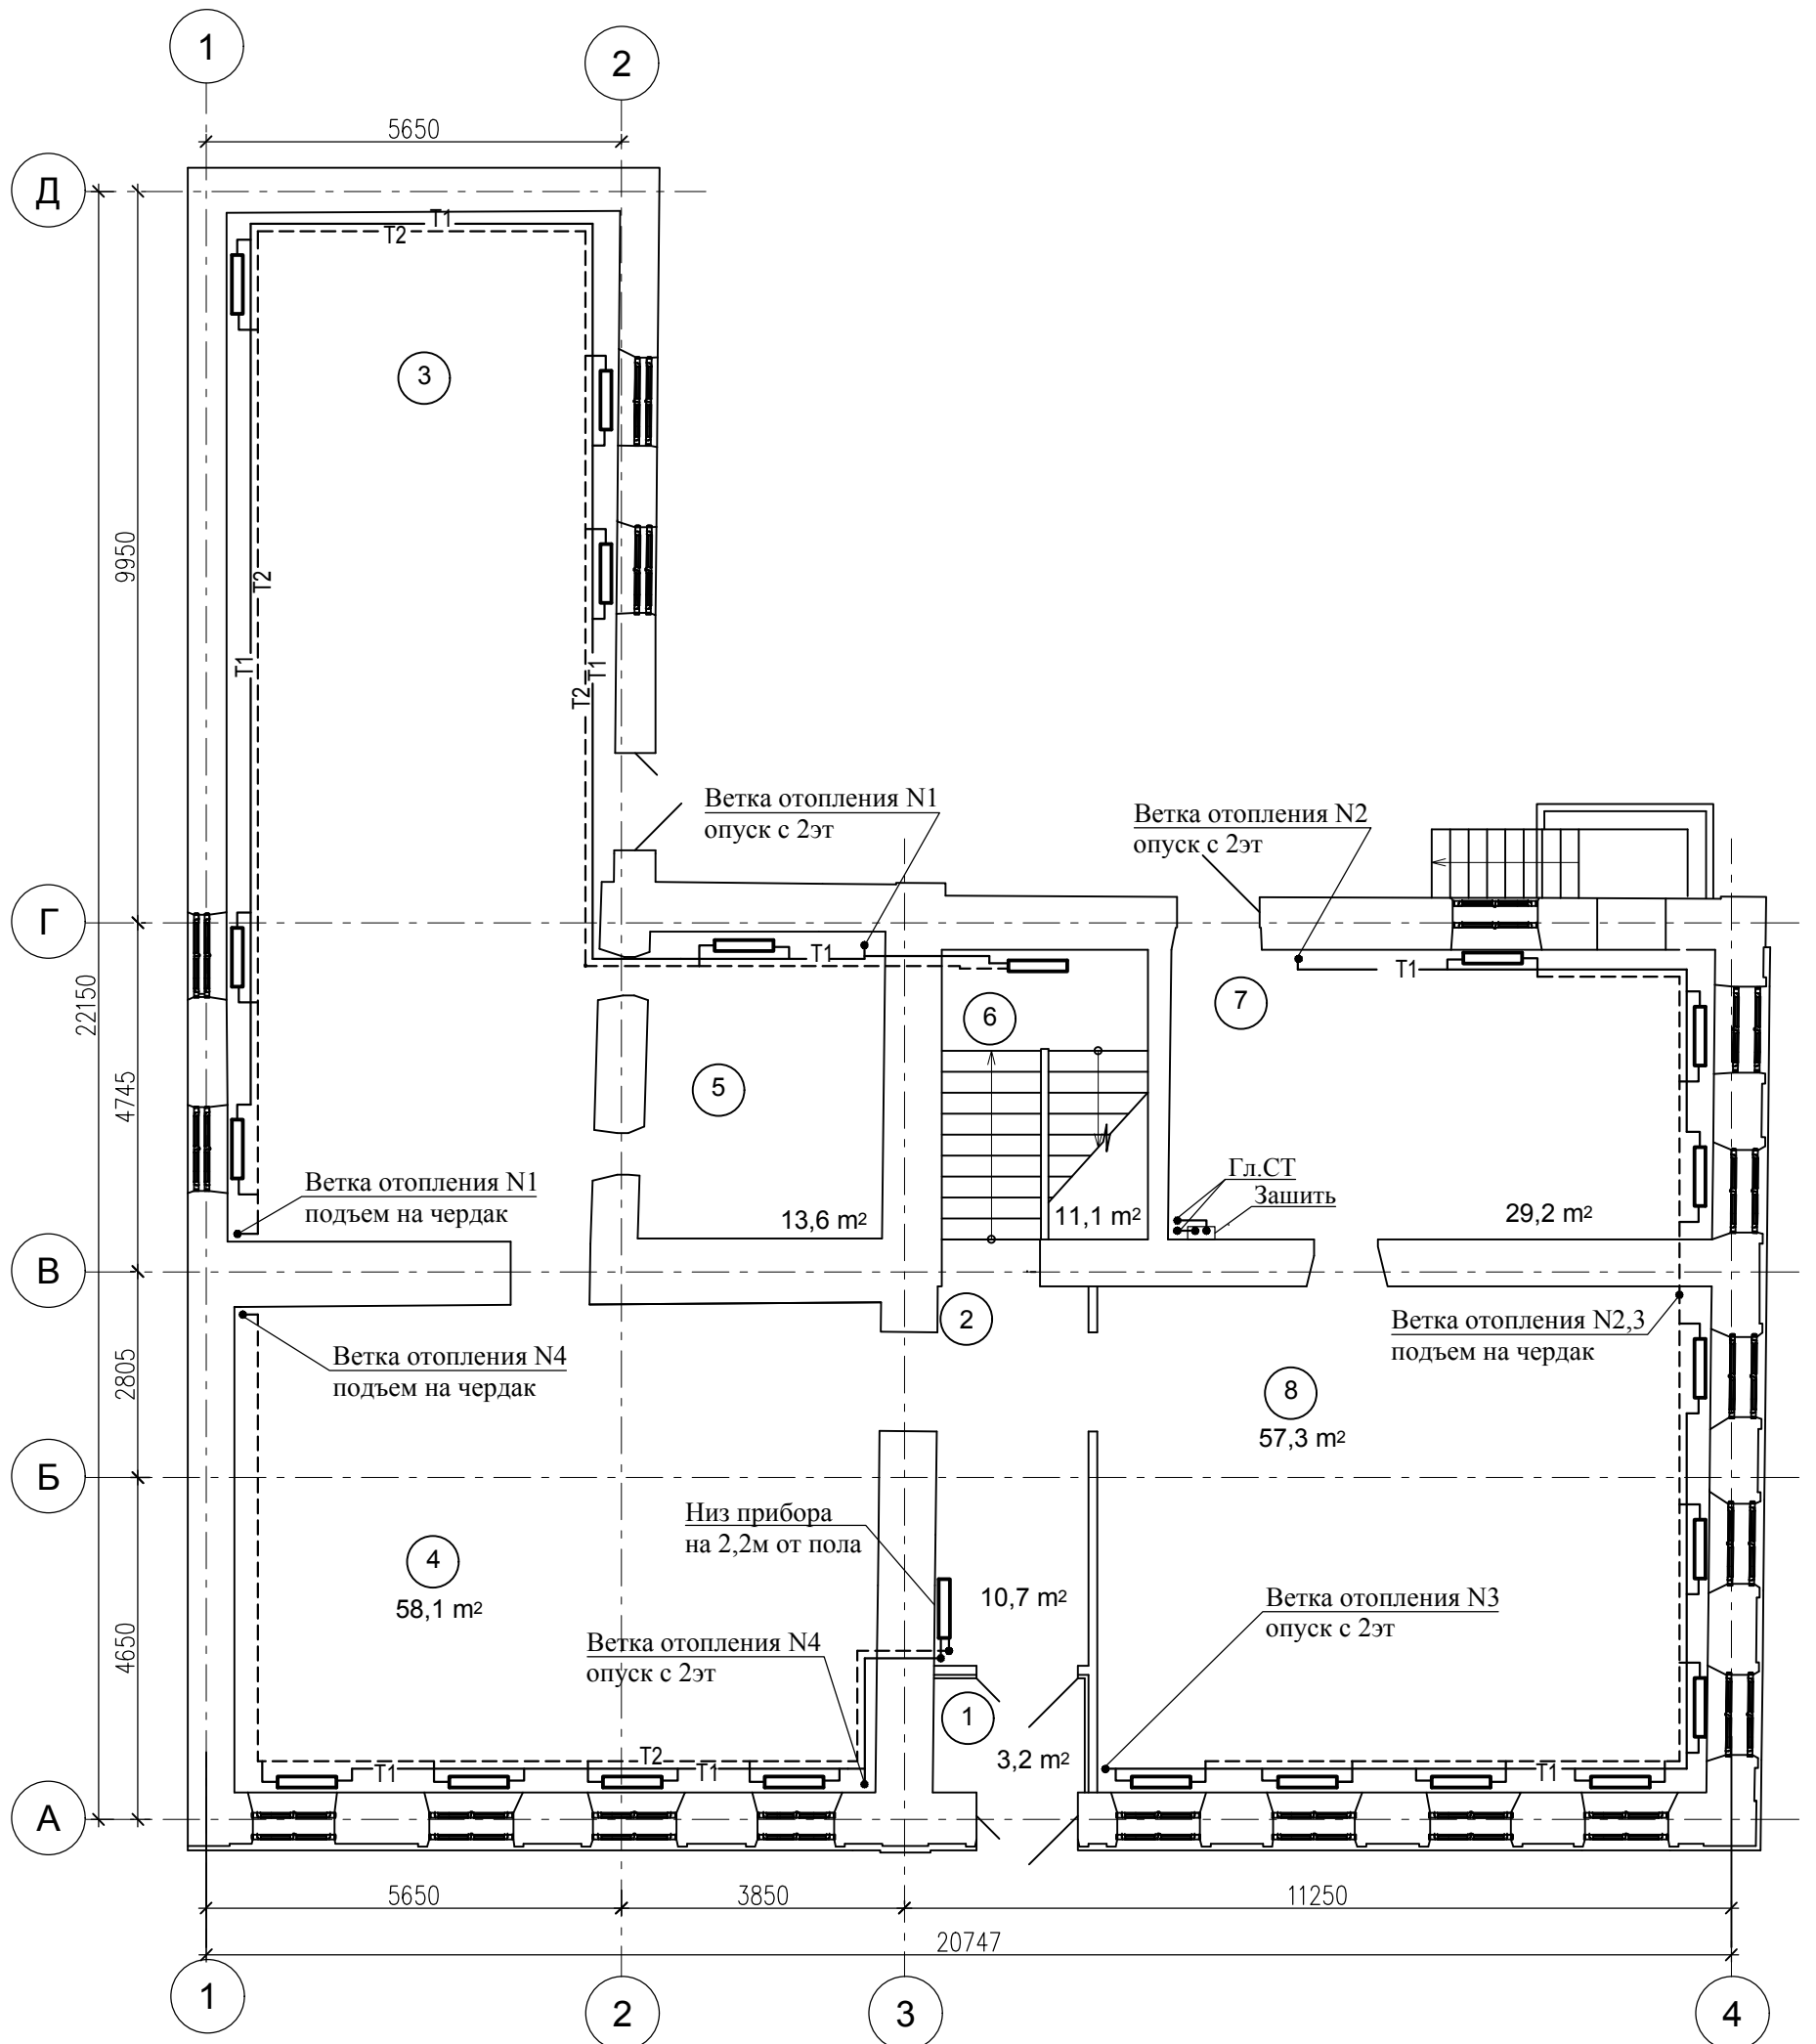 1
2
5650
Д
T1
T2
3
9950
T2
T1
T1
T2
Ветка отопления N1
опуск с 2эт
Ветка отопления N2
опуск с 2эт
Г
T1
T1
6
7
22150
5
4745
Гл.СТ
Зашить
Ветка отопления N1
подъем на чердак
13,6 m²
11,1 m²
29,2 m²
В
2
Ветка отопления N2,3
подъем на чердак
Ветка отопления N4
подъем на чердак
2805
8
57,3 m²
Б
Низ прибора
на 2,2м от пола
4
58,1 m²
10,7 m²
Ветка отопления N3
опуск с 2эт
4650
Ветка отопления N4
опуск с 2эт
1
3,2 m²
T2
T1
T1
T1
А
5650
3850
11250
20747
1
2
3
4